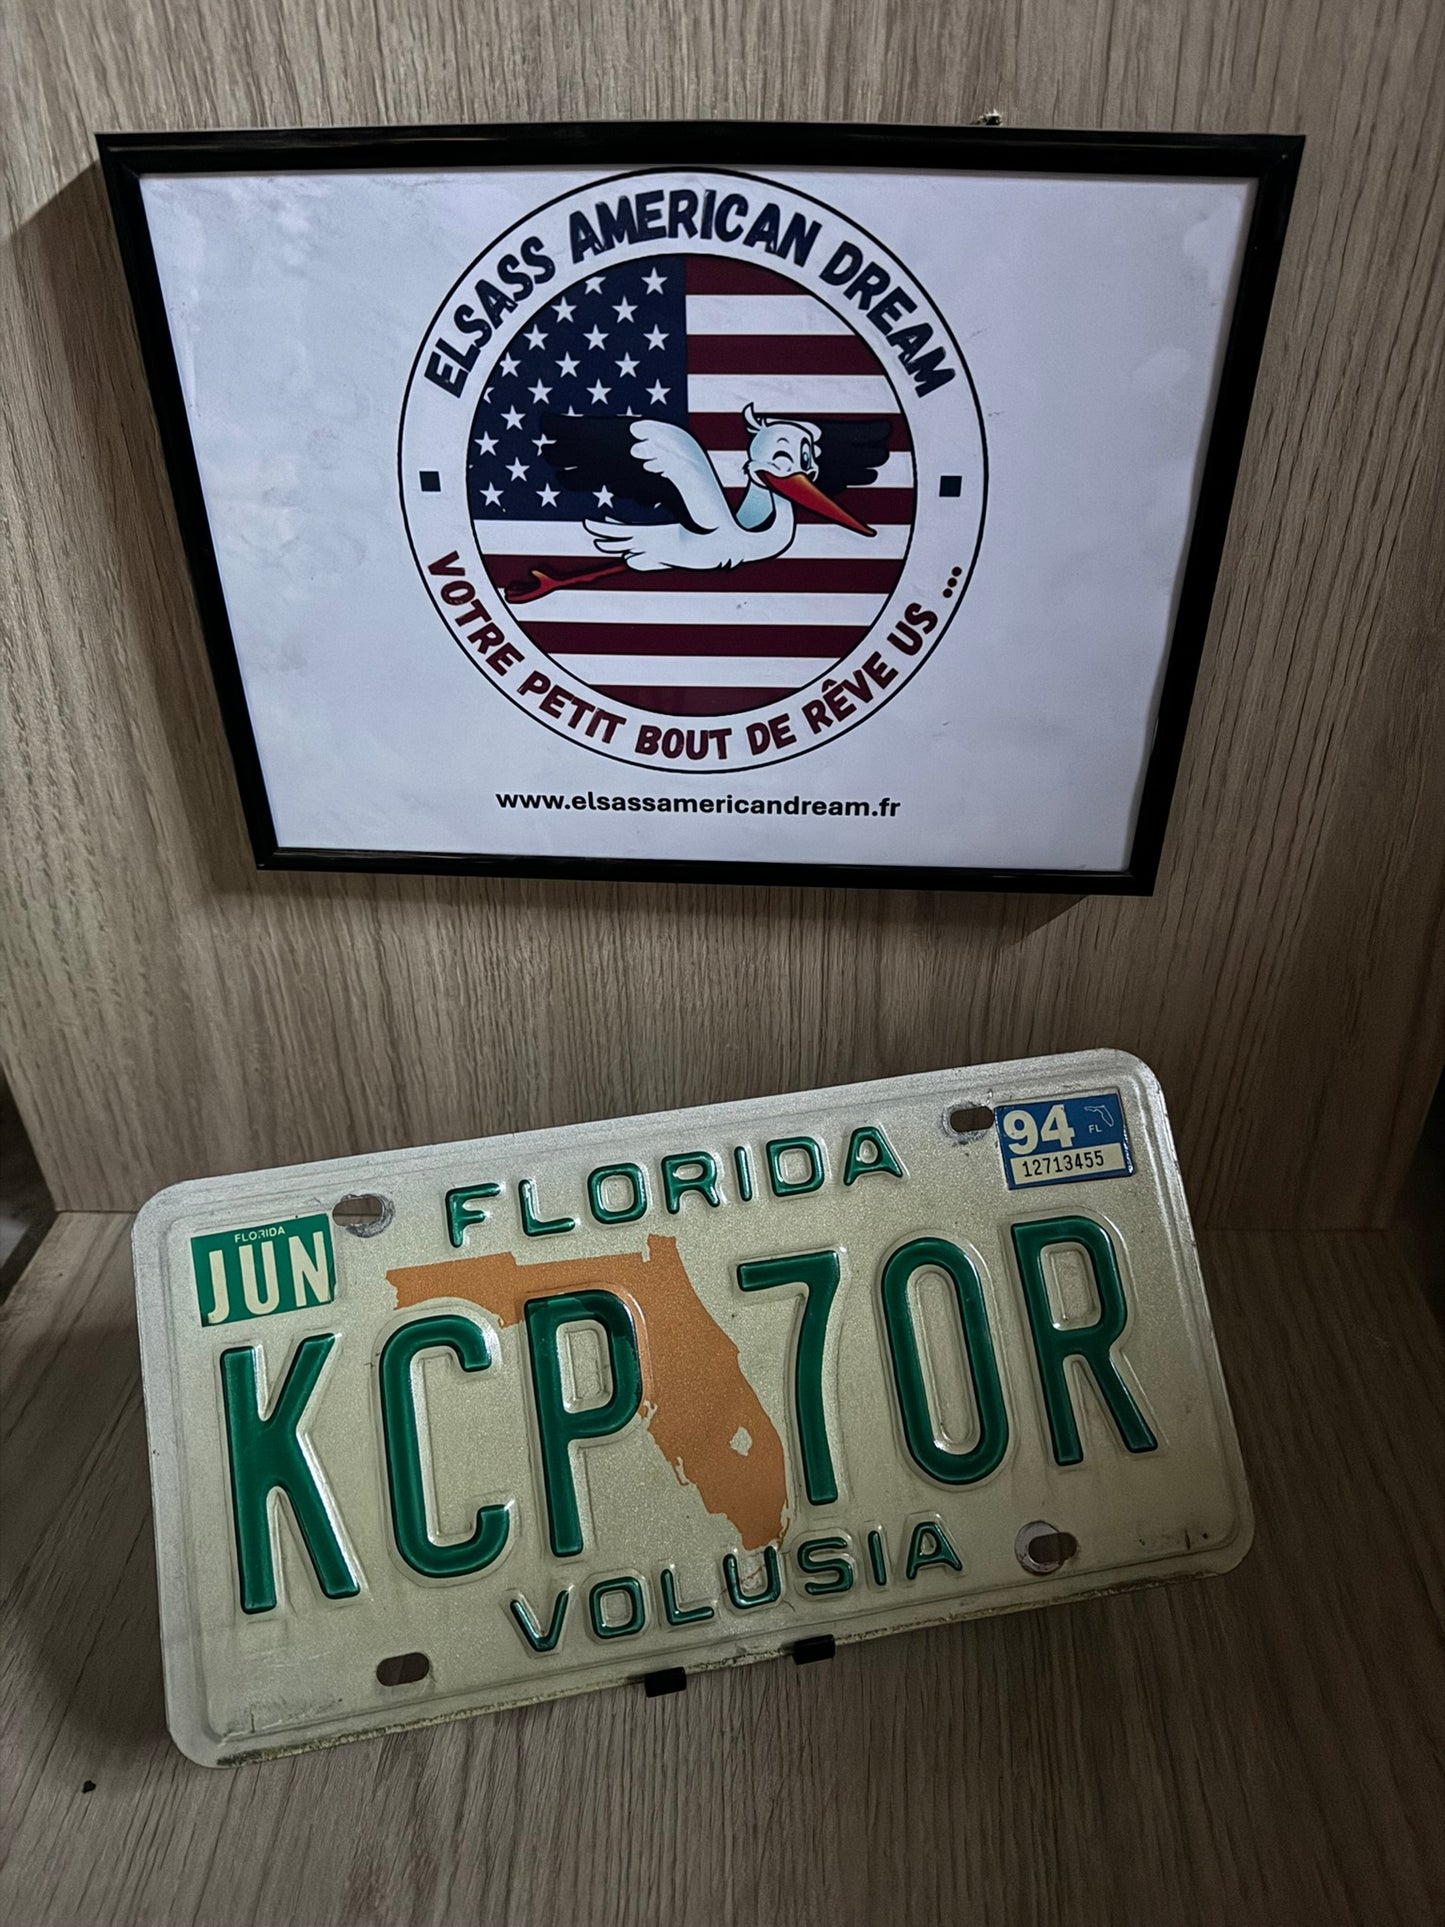 ELSASS AMERICAN DREAM
VOTRE PETIT BOUT DE RÊVE US ...
www.elsassamericandream.fr
FLORIDA
94
FL
12713455
FLORIDA
JUN
KCP 70R
VOLUSIA